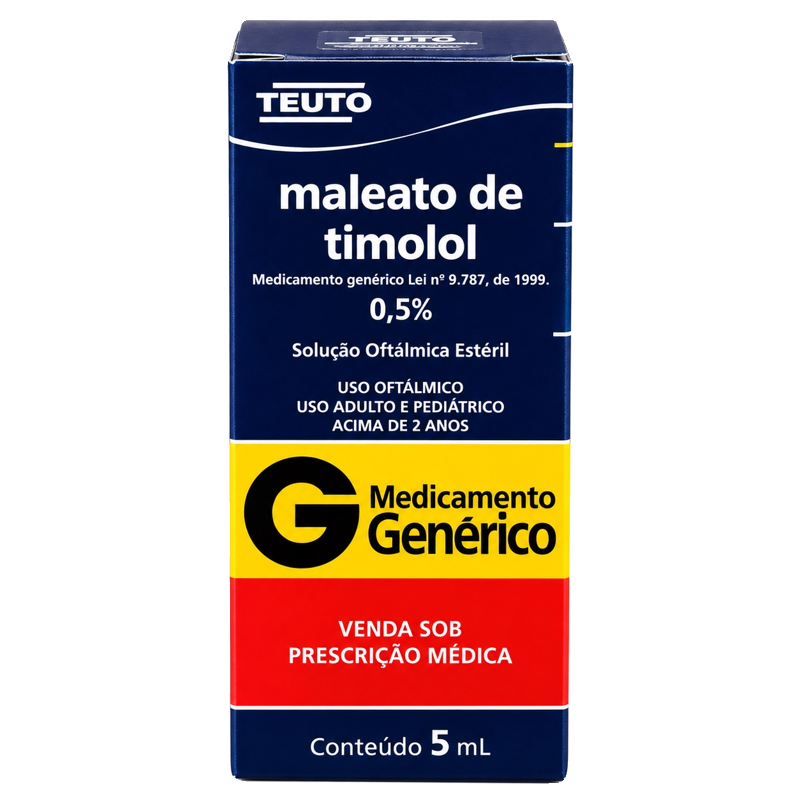 TEUTO
TEUTO
maleato de
timolol
Medicamento genérico Lei nº 9.787, de 1999.
0,5%
Solução Oftálmica Estéril
USO OFTÁLMICO
USO ADULTO E PEDIÁTRICO
ACIMA DE 2 ANOS
G Medicamento
Genérico
VENDA SOB
PRESCRIÇÃO MÉDICA
Conteúdo 5 mL